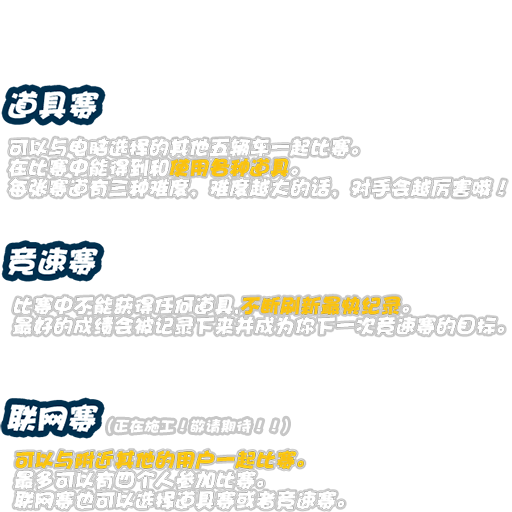 道具赛
可以与电脑选择的其他五辆车一起比赛。
在比赛中能得到和使用各种道具。
每张赛道有三种难度，难度越大的话，对手会越厉害哦！
竞速赛
比赛中不能获得任何道具，不断刷新最快纪录。
最好的成绩会被记录下来并成为你下一次竞速赛的目标。
联网赛（正在施工！敬请期待！！）
可以与附近其他的用户一起比赛。
最多可以有四个人参加比赛。
联网赛也可以选择道具赛或者竞速赛。